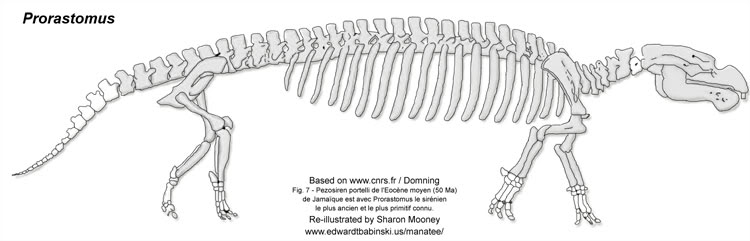 Prorastomus
Based on www.cnrs.fr / Domning
Fig. 7 - Pezosiren portelli de l'Eocène moyen (50 Ma)
de Jamaïque est avec Prorastomus le sirénien
le plus ancien et le plus primitif connu.
Re-illustrated by Sharon Mooney
www.edwardtbabinski.us/manatee/